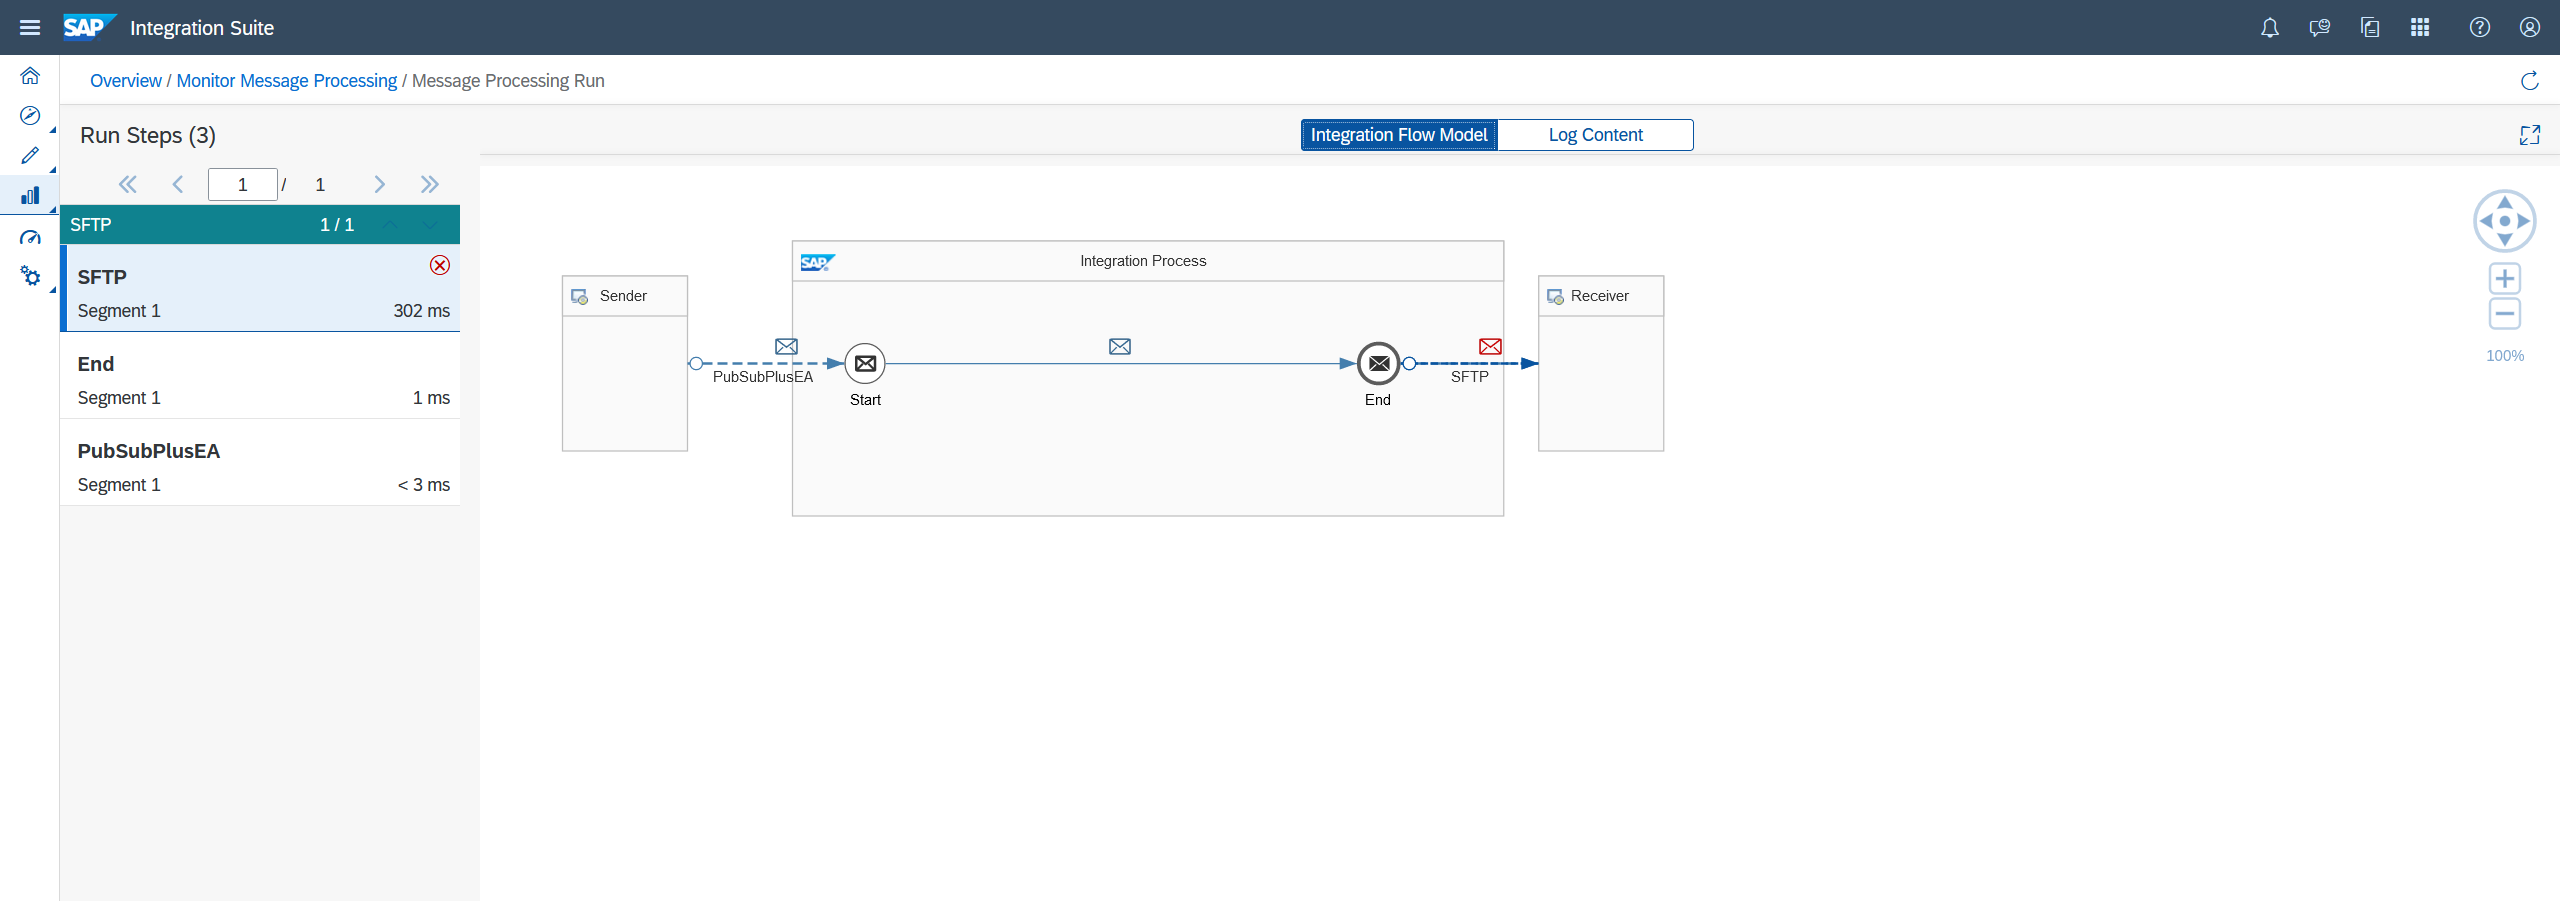 SAP Integration Suite
Overview / Monitor Message Processing / Message Processing Run
Run Steps (3)
Integration Flow Model
Log Content
1 / 1
SFTP 1 / 1
SFTP
Segment 1 302 ms
End
Segment 1 1 ms
PubSubPlusEA
Segment 1 < 3 ms
SAP Integration Process
Sender
Receiver
PubSubPlusEA
SFTP
Start
End
100%